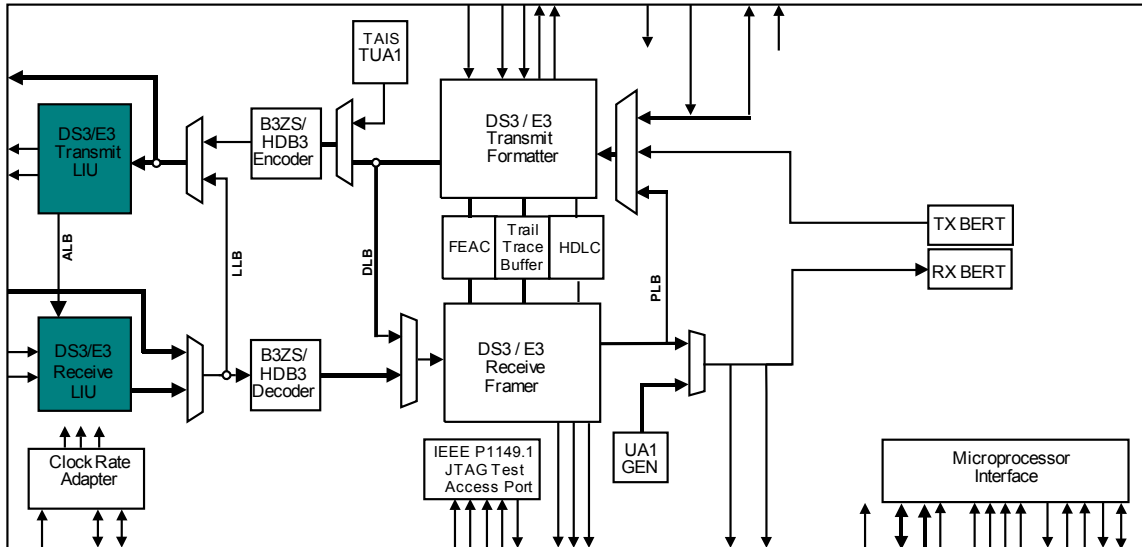 TAIS
TUA1
DS3/E3
Transmit
LIU
B3ZS/
HDB3
Encoder
DS3 / E3
Transmit
Formatter
TX BERT
RX BERT
FEAC
Trail
Trace
Buffer
HDLC
ALB
LLB
DLB
PLB
DS3/E3
Receive
LIU
B3ZS/
HDB3
Decoder
DS3 / E3
Receive
Framer
UA1
GEN
Clock Rate
Adapter
IEEE P1149.1
JTAG Test
Access Port
Microprocessor
Interface